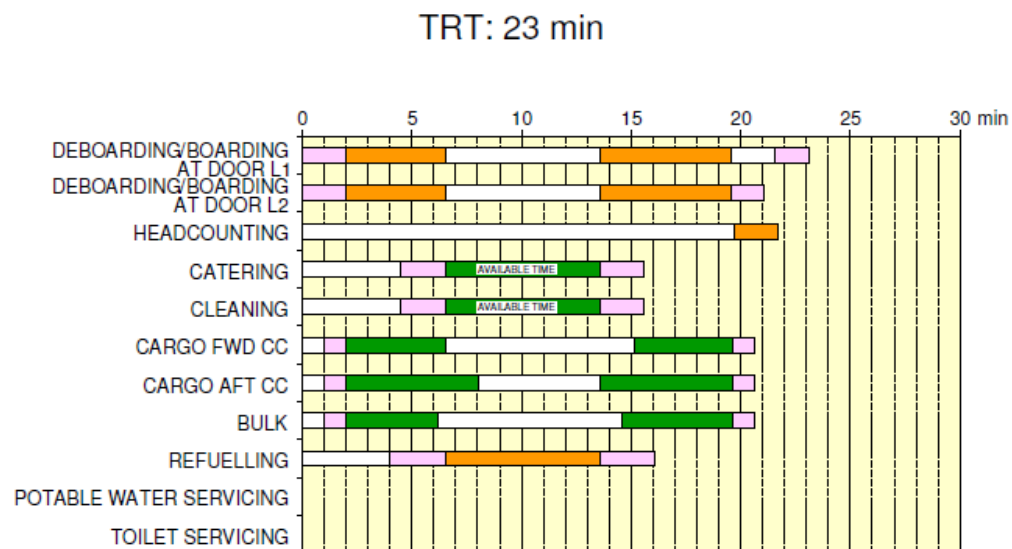 TRT: 23 min
0 5 10 15 20 25 30 min
DEBOARDING/BOARDING
AT DOOR L1
DEBOARDING/BOARDING
AT DOOR L2
HEADCOUNTING
CATERING AVAILABLE TIME
CLEANING AVAILABLE TIME
CARGO FWD CC
CARGO AFT CC
BULK
REFUELLING
POTABLE WATER SERVICING
TOILET SERVICING